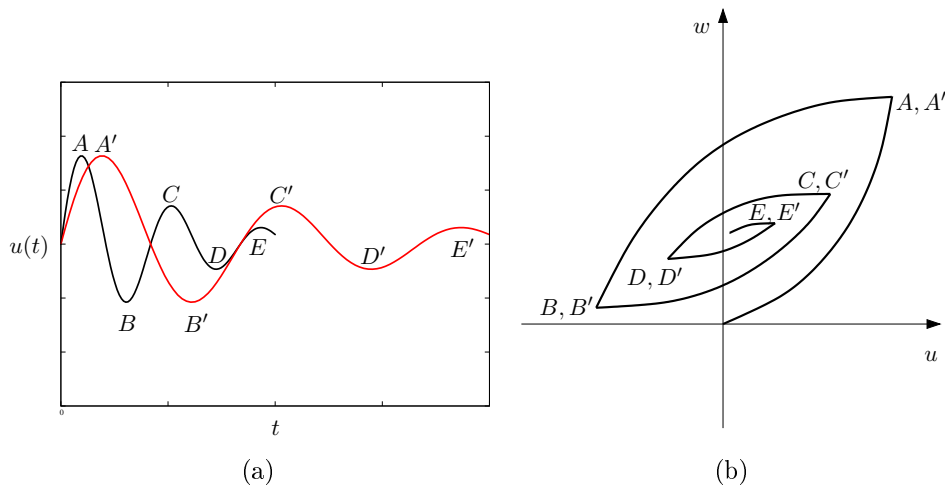 A A′
C
C′
u(t)
D
E
D′
E′
B
B′
0
t
(a)
w
A, A′
C, C′
E, E′
D, D′
B, B′
u
(b)